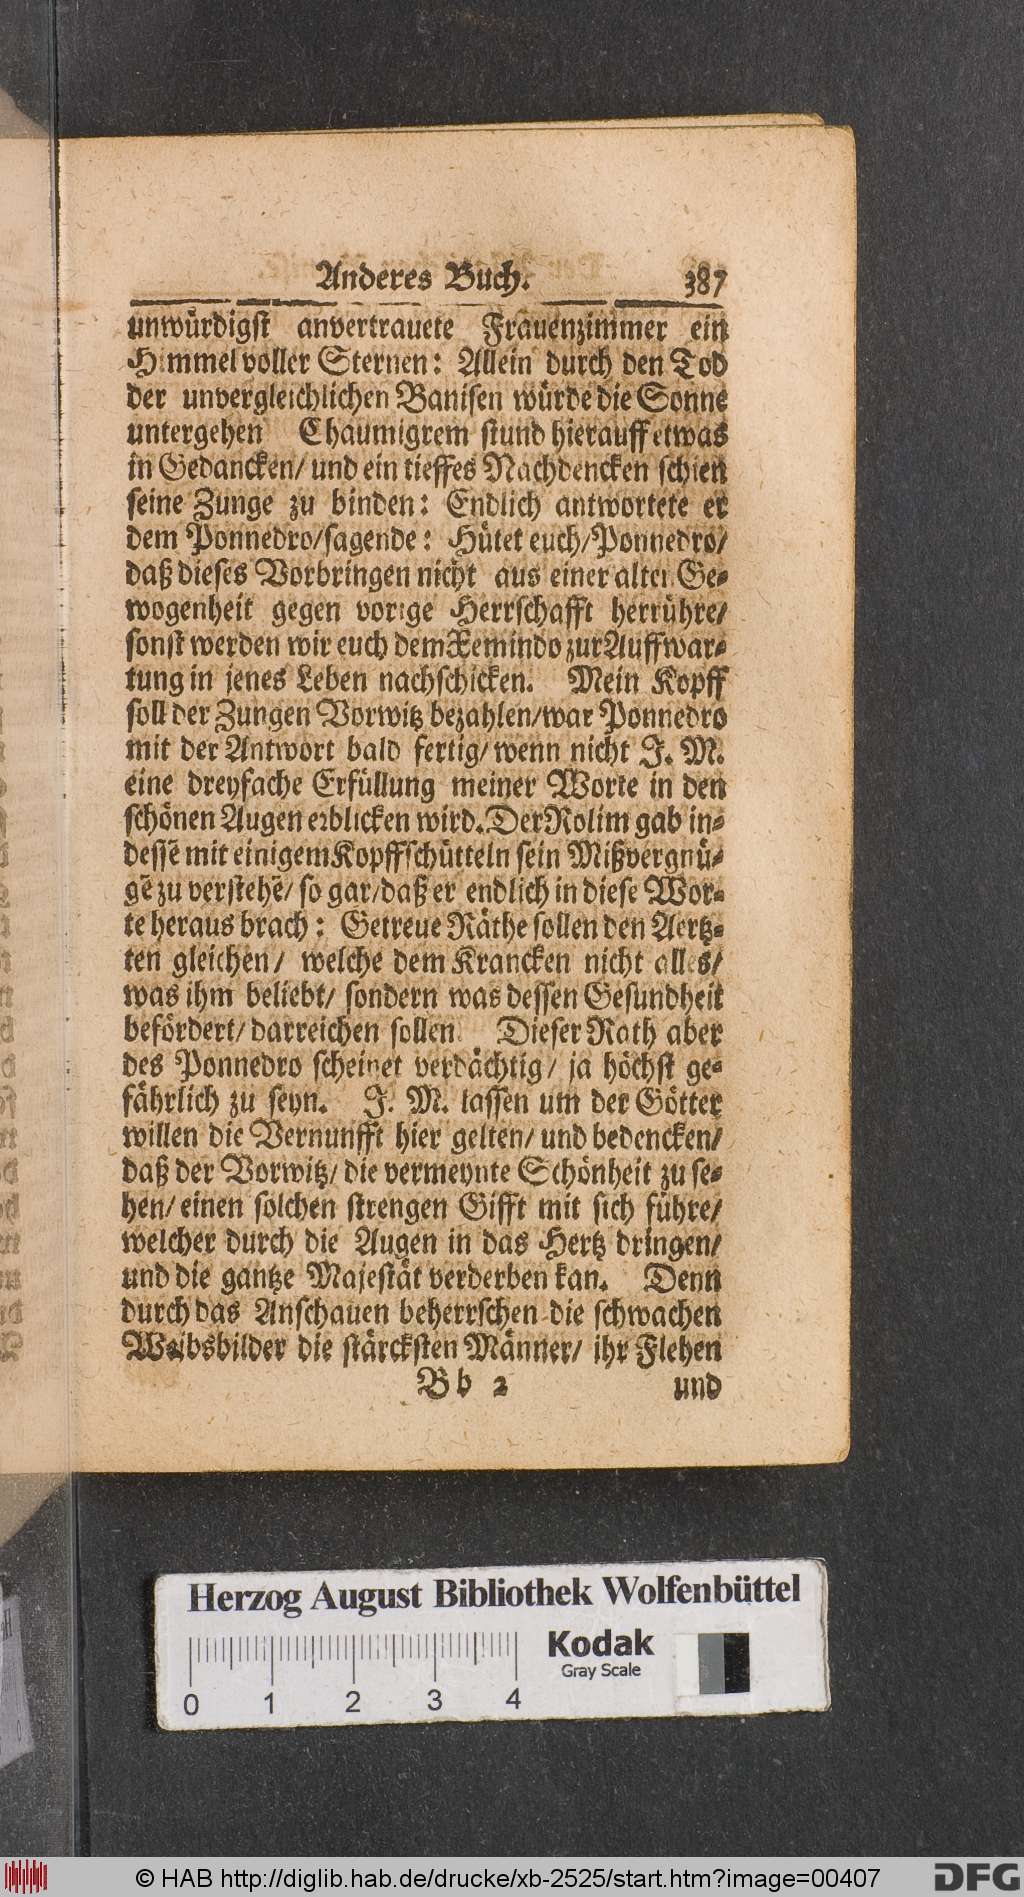 Anderes Buch. 387
unwürdigst anvertrauete Frauenzimmer ein
Himmel voller Sternen: Allein durch den Tod
der unvergleichlichen Banisen würde die Sonne
untergehen Chaumigrem stund hierauff etwas
in Gedancken/ und ein tieffes Nachdencken schien
seine Zunge zu binden: Endlich antwortete er
dem Ponnedro/sagende: Hütet euch/Ponnedro/
daß dieses Vorbringen nicht aus einer alten Ge-
wogenheit gegen vorige Herrschafft herrühre/
sonst werden wir euch dem Xemindo zur Auffwar-
tung in jenes Leben nachschicken. Mein Kopff
soll der Zungen Vorwitz bezahlen/war Ponnedro
mit der Antwort bald fertig/ wenn nicht J. M.
eine dreyfache Erfüllung meiner Worte in den
schönen Augen erblicken wird. Der Rolim gab in-
dessē mit einigem Kopffschütteln sein Mißvergnü-
gē zu verstehē/ so gar/daß er endlich in diese Wor-
te heraus brach: Getreue Räthe sollen den Aertz-
ten gleichen/ welche dem Krancken nicht alles/
was ihm beliebt/ sondern was dessen Gesundheit
befördert/ darreichen sollen. Dieser Rath aber
des Ponnedro scheinet verdächtig/ ja höchst ge-
fährlich zu seyn. J. M. lassen um der Götter
willen die Vernunfft hier gelten/ und bedencken/
daß der Vorwitz/ die vermeynte Schönheit zu se-
hen/ einen solchen strengen Gifft mit sich führe/
welcher durch die Augen in das Hertz dringen/
und die gantze Majestät verderben kan. Denn
durch das Anschauen beherrschen die schwachen
Weibsbilder die stärcksten Männer/ ihr Flehen
Bb 2 und
Herzog August Bibliothek Wolfenbüttel
Kodak
Gray Scale
0 1 2 3 4
© HAB http://diglib.hab.de/drucke/xb-2525/start.htm?image=00407
DFG